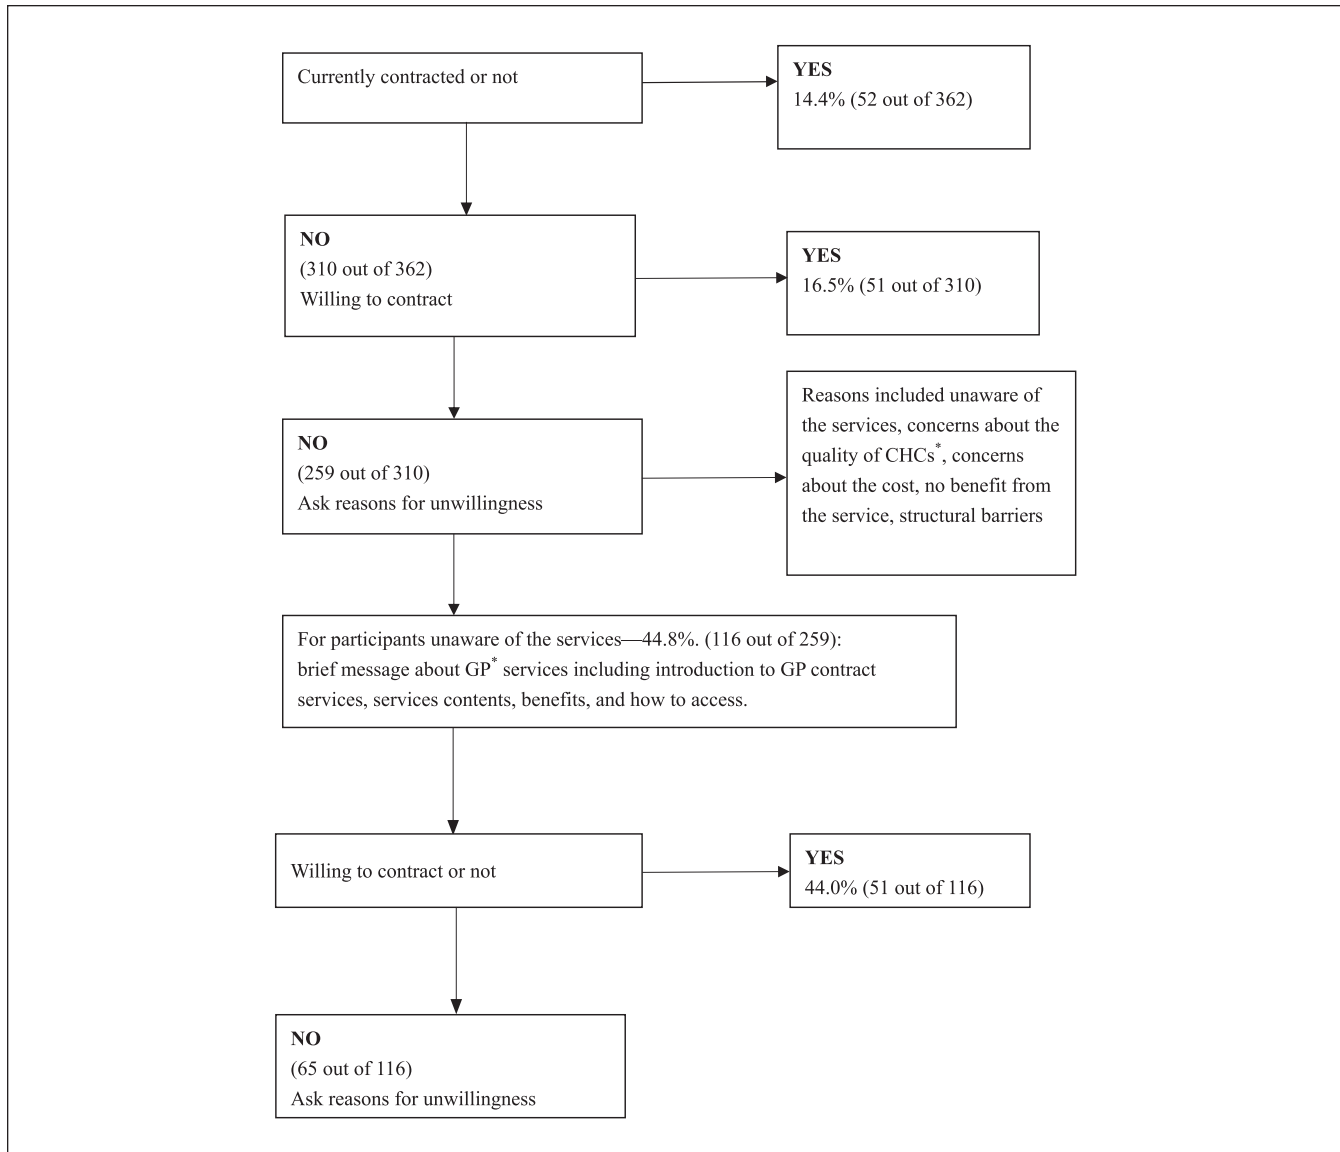 Currently contracted or not
YES
14.4% (52 out of 362)
NO
(310 out of 362)
Willing to contract
YES
16.5% (51 out of 310)
NO
(259 out of 310)
Ask reasons for unwillingness
Reasons included unaware of
the services, concerns about the
quality of CHCs*, concerns
about the cost, no benefit from
the service, structural barriers
For participants unaware of the services—44.8%. (116 out of 259):
brief message about GP* services including introduction to GP contract
services, services contents, benefits, and how to access.
Willing to contract or not
YES
44.0% (51 out of 116)
NO
(65 out of 116)
Ask reasons for unwillingness